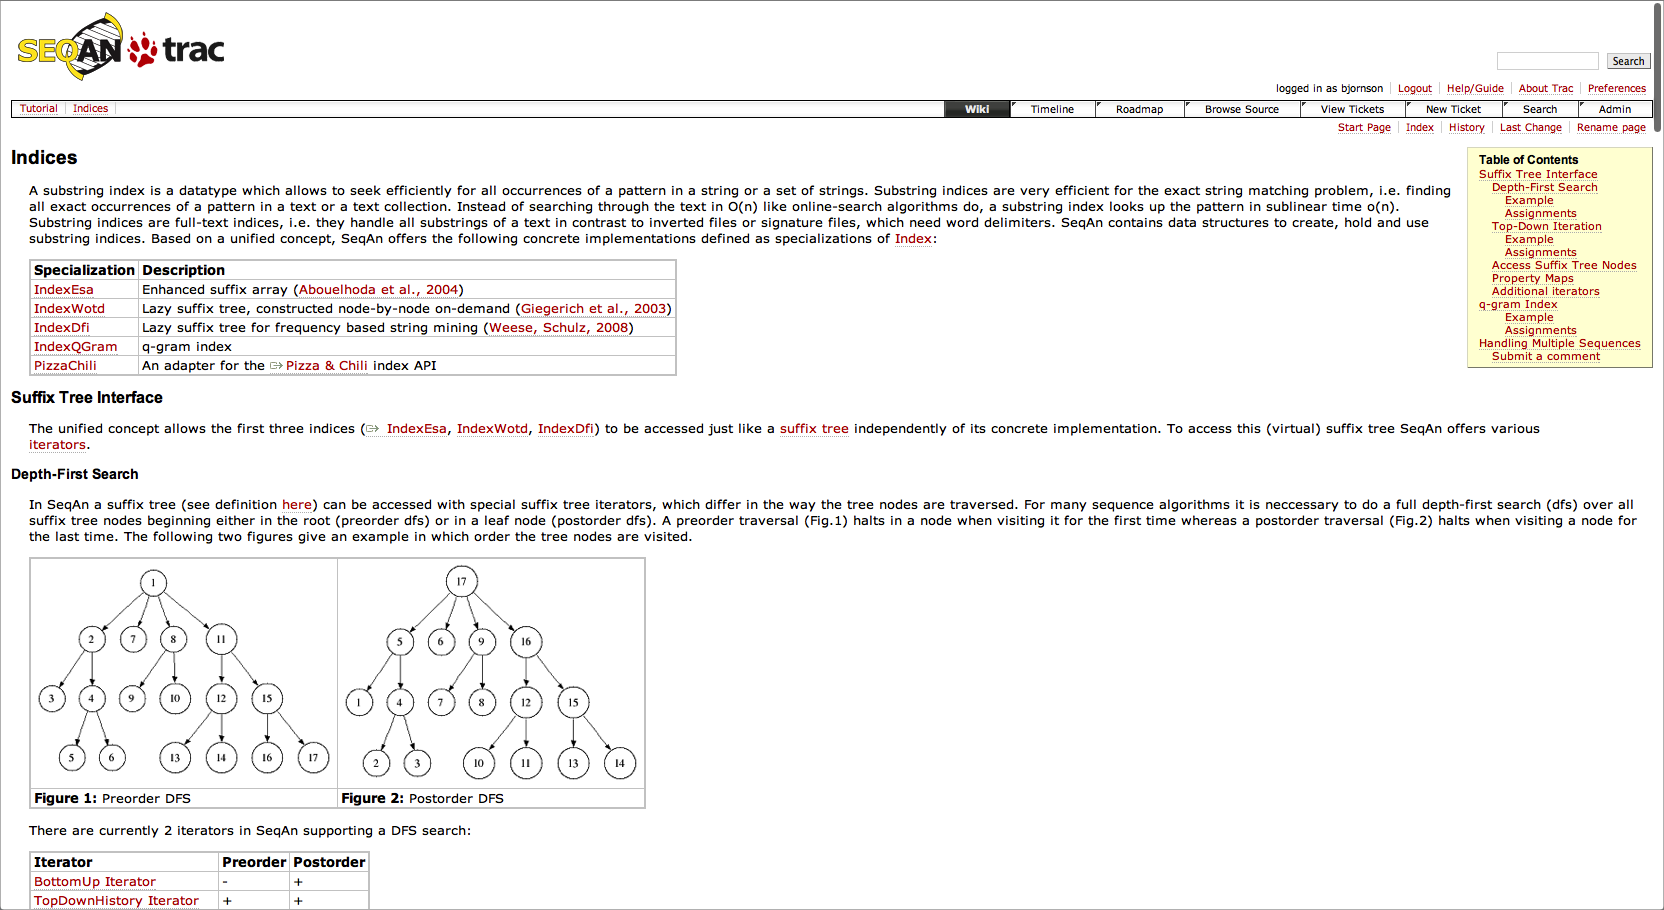 SEQAN trac
Search
logged in as bjornson Logout Help/Guide About Trac Preferences
Tutorial Indices Wiki Timeline Roadmap Browse Source View Tickets New Ticket Search Admin
Start Page Index History Last Change Rename page
Indices
A substring index is a datatype which allows to seek efficiently for all occurrences of a pattern in a string or a set of strings. Substring indices are very efficient for the exact string matching problem, i.e. finding
all exact occurrences of a pattern in a text or a text collection. Instead of searching through the text in O(n) like online-search algorithms do, a substring index looks up the pattern in sublinear time o(n).
Substring indices are full-text indices, i.e. they handle all substrings of a text in contrast to inverted files or signature files, which need word delimiters. SeqAn contains data structures to create, hold and use
substring indices. Based on a unified concept, SeqAn offers the following concrete implementations defined as specializations of Index:
Table of Contents
Suffix Tree Interface
Depth-First Search
Example
Assignments
Top-Down Iteration
Example
Assignments
Access Suffix Tree Nodes
Property Maps
Additional iterators
q-gram Index
Example
Assignments
Handling Multiple Sequences
Submit a comment
Specialization Description
IndexEsa Enhanced suffix array (Abouelhoda et al., 2004)
IndexWotd Lazy suffix tree, constructed node-by-node on-demand (Giegerich et al., 2003)
IndexDfi Lazy suffix tree for frequency based string mining (Weese, Schulz, 2008)
IndexQGram q-gram index
PizzaChili An adapter for the Pizza & Chili index API
Suffix Tree Interface
The unified concept allows the first three indices ( IndexEsa, IndexWotd, IndexDfi) to be accessed just like a suffix tree independently of its concrete implementation. To access this (virtual) suffix tree SeqAn offers various
iterators.
Depth-First Search
In SeqAn a suffix tree (see definition here) can be accessed with special suffix tree iterators, which differ in the way the tree nodes are traversed. For many sequence algorithms it is neccessary to do a full depth-first search (dfs) over all
suffix tree nodes beginning either in the root (preorder dfs) or in a leaf node (postorder dfs). A preorder traversal (Fig.1) halts in a node when visiting it for the first time whereas a postorder traversal (Fig.2) halts when visiting a node for
the last time. The following two figures give an example in which order the tree nodes are visited.
1
2 7 8 11
3 4 9 10 12 15
5 6 13 14 16 17
Figure 1: Preorder DFS
17
5 6 9 16
1 4 7 8 12 15
2 3 10 11 13 14
Figure 2: Postorder DFS
There are currently 2 iterators in SeqAn supporting a DFS search:
Iterator Preorder Postorder
BottomUp Iterator - +
TopDownHistory Iterator + +